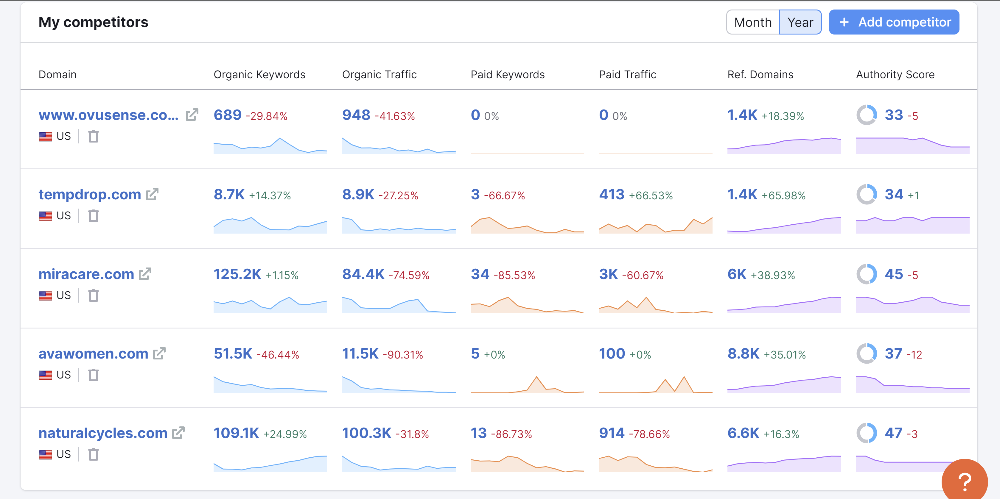 My competitors
Month Year + Add competitor
Domain Organic Keywords Organic Traffic Paid Keywords Paid Traffic Ref. Domains Authority Score
www.ovusense.co... 689 -29.84% 948 -41.63% 0 0% 0 0% 1.4K +18.39% 33 -5
US
tempdrop.com 8.7K +14.37% 8.9K -27.25% 3 -66.67% 413 +66.53% 1.4K +65.98% 34 +1
US
miracare.com 125.2K +1.15% 84.4K -74.59% 34 -85.53% 3K -60.67% 6K +38.93% 45 -5
US
avawomen.com 51.5K -46.44% 11.5K -90.31% 5 +0% 100 +0% 8.8K +35.01% 37 -12
US
naturalcycles.com 109.1K +24.99% 100.3K -31.8% 13 -86.73% 914 -78.66% 6.6K +16.3% 47 -3
US
?